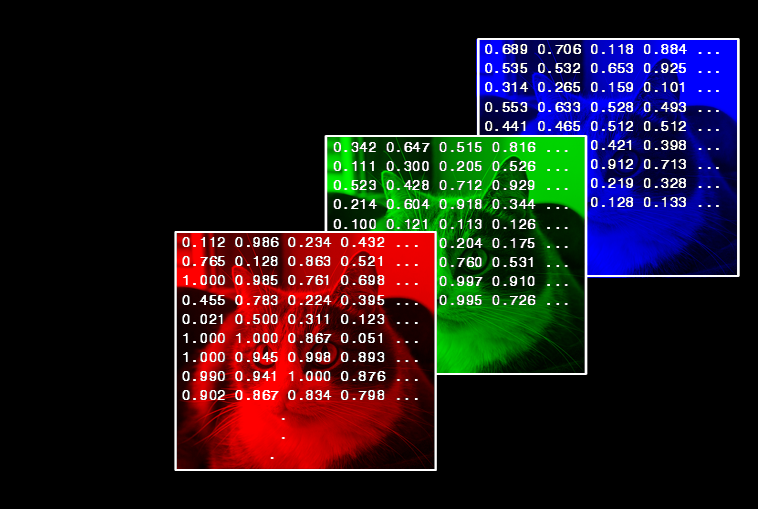 0.689 0.706 0.118 0.884 ...
0.535 0.532 0.653 0.925 ...
0.314 0.265 0.159 0.101 ...
0.553 0.633 0.528 0.493 ...
0.441 0.465 0.512 0.512 ...
0.421 0.398 ...
0.912 0.713 ...
0.219 0.328 ...
0.128 0.133 ...
0.342 0.647 0.515 0.816 ...
0.111 0.300 0.205 0.526 ...
0.523 0.428 0.712 0.929 ...
0.214 0.604 0.918 0.344 ...
0.100 0.121 0.113 0.126 ...
0.204 0.175 ...
0.760 0.531 ...
0.997 0.910 ...
0.995 0.726 ...
0.112 0.986 0.234 0.432 ...
0.765 0.128 0.863 0.521 ...
1.000 0.985 0.761 0.698 ...
0.455 0.783 0.224 0.395 ...
0.021 0.500 0.311 0.123 ...
1.000 1.000 0.867 0.051 ...
1.000 0.945 0.998 0.893 ...
0.990 0.941 1.000 0.876 ...
0.902 0.867 0.834 0.798 ...
.
.
.